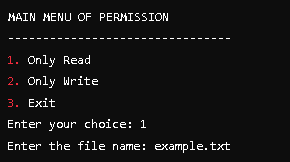 MAIN MENU OF PERMISSION
--------------------------------
1. Only Read
2. Only Write
3. Exit
Enter your choice: 1
Enter the file name: example.txt